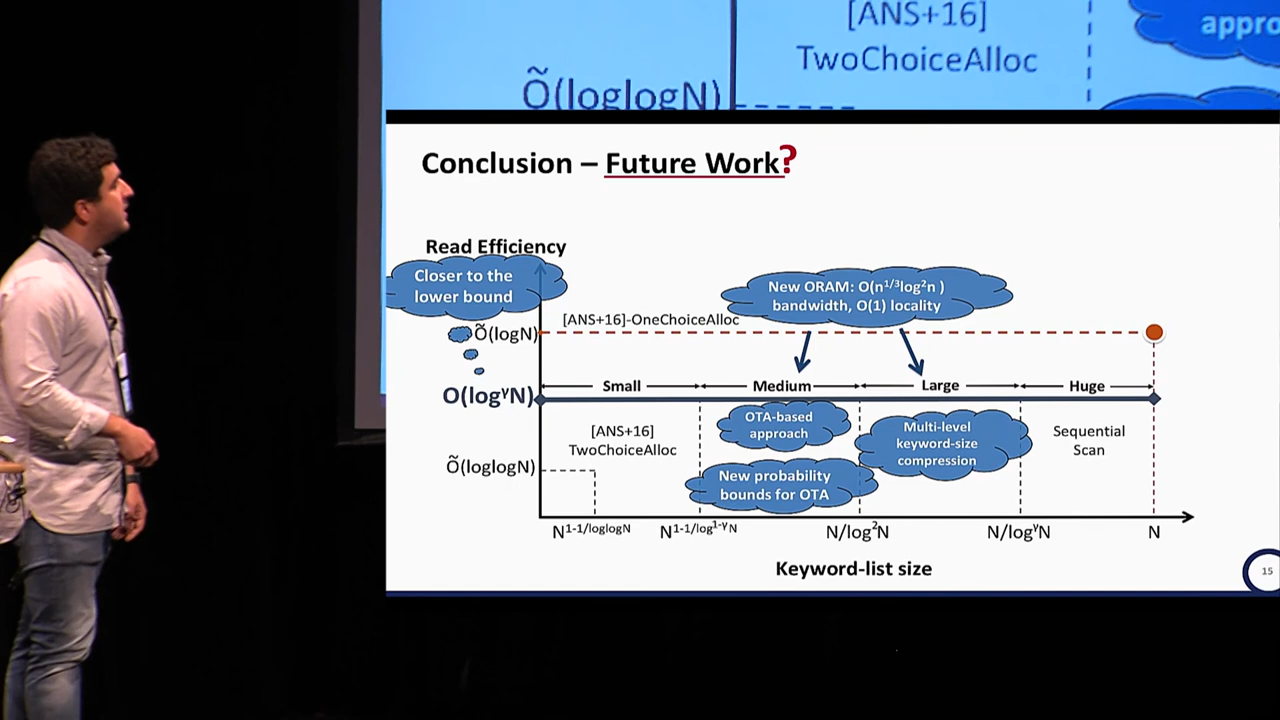 [ANS+16]
TwoChoiceAlloc
appro
Õ(loglogN)
Conclusion – Future Work?
Read Efficiency
Closer to the
lower bound
New ORAM: O(n^{1/3}log²n )
bandwidth, O(1) locality
[ANS+16]-OneChoiceAlloc
Õ(logN)
Small
Medium
Large
Huge
O(log^γN)
OTA-based
approach
Multi-level
keyword-size
compression
[ANS+16]
TwoChoiceAlloc
Sequential
Scan
Õ(loglogN)
New probability
bounds for OTA
N^{1-1/loglogN}
N^{1-1/log^{1-γ}N}
N/log²N
N/log^γN
N
Keyword-list size
15